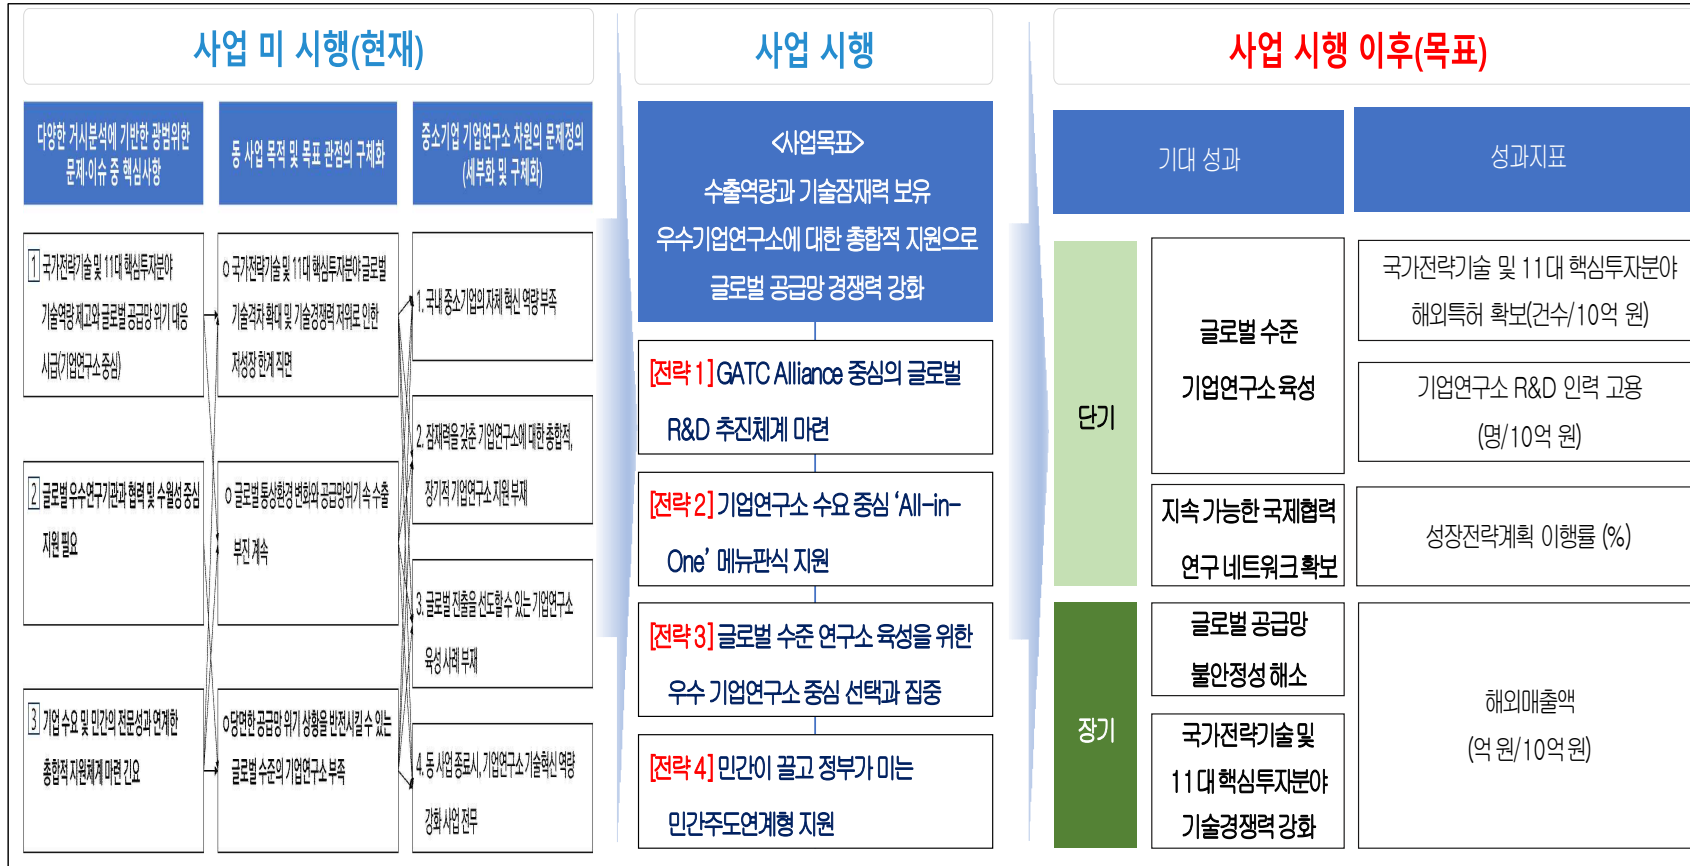 사업 미 시행(현재)
다양한 거시분석에 기반한 광범위한
문제·이슈 중 핵심사항
동 사업 목적 및 목표 관점의 구체화
중소기업 기업연구소 차원의 문제정의
(세부화 및 구체화)
1 국가전략기술 및 11대 핵심투자분야
기술역량 제고와 글로벌 공급망 위기 대응
시급(기업연구소 중심)
2 글로벌 우수연구기관과 협력 및 수월성 중심
지원 필요
3 기업 수요 및 민간의 전문성과 연계한
종합적 지원체계 마련 긴요
ㅇ 국가전략기술 및 11대 핵심투자분야 글로벌
기술격차 확대 및 기술경쟁력 저위로 인한
저성장 한계 직면
ㅇ 글로벌 통상환경 변화와 공급망위기 속 수출
부진 계속
ㅇ당면한 공급망 위기 상황을 반전시킬 수 있는
글로벌 수준의 기업연구소 부족
1. 국내 중소기업의 자체 혁신 역량 부족
2. 잠재력을 갖춘 기업연구소에 대한 종합적,
장기적 기업연구소 지원 부재
3. 글로벌 진출을 선도할 수 있는 기업연구소
육성 사례 부재
4. 동 사업 종료시, 기업연구소 기술혁신 역량
강화 사업 전무
사업 시행
<사업목표>
수출역량과 기술잠재력 보유
우수기업연구소에 대한 종합적 지원으로
글로벌 공급망 경쟁력 강화
[전략 1] GATC Alliance 중심의 글로벌
R&D 추진체계 마련
[전략 2] 기업연구소 수요 중심 ‘All-in-
One’ 메뉴판식 지원
[전략 3] 글로벌 수준 연구소 육성을 위한
우수 기업연구소 중심 선택과 집중
[전략 4] 민간이 끌고 정부가 미는
민간주도연계형 지원
사업 시행 이후(목표)
기대 성과
성과지표
단기
글로벌 수준
기업연구소 육성
국가전략기술 및 11대 핵심투자분야
해외특허 확보(건수/10억 원)
기업연구소 R&D 인력 고용
(명/10억 원)
지속 가능한 국제협력
연구 네트워크 확보
성장전략계획 이행률 (%)
장기
글로벌 공급망
불안정성 해소
국가전략기술 및
11대 핵심투자분야
기술경쟁력 강화
해외매출액
(억 원/10억 원)